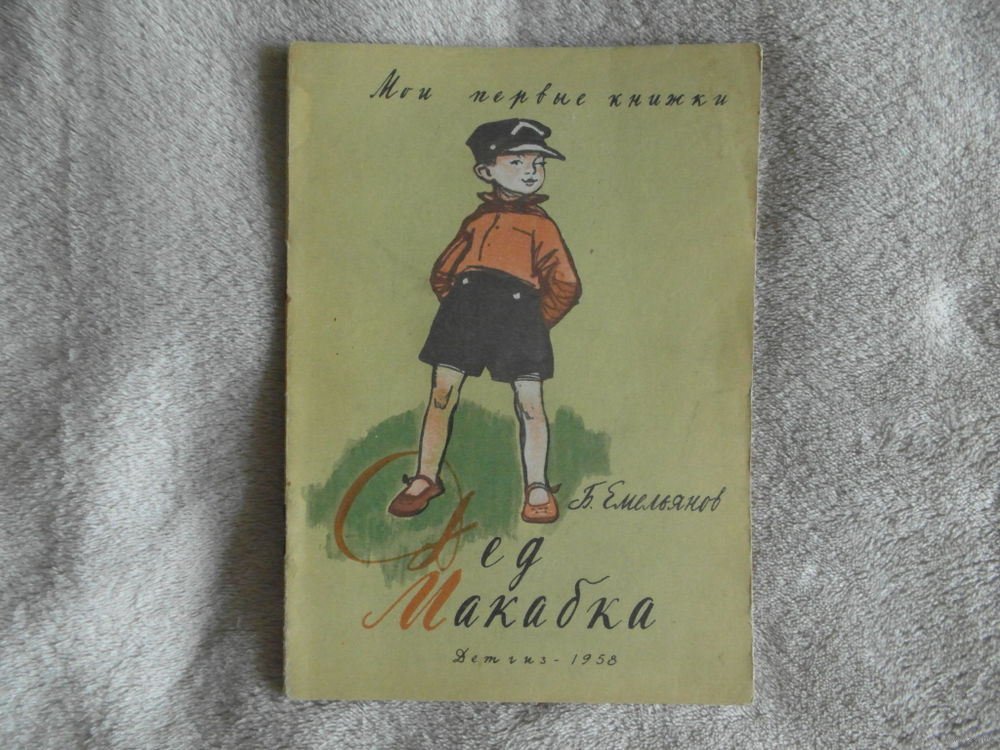 Мои первые книжки
Б. Емельянов
Дед
Макабка
Детгиз - 1958